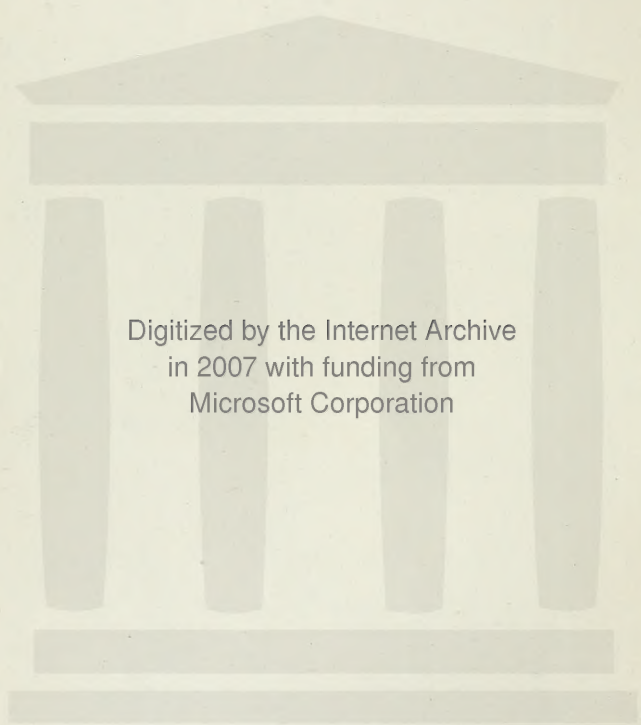 Digitized by the Internet Archive
in 2007 with funding from
Microsoft Corporation